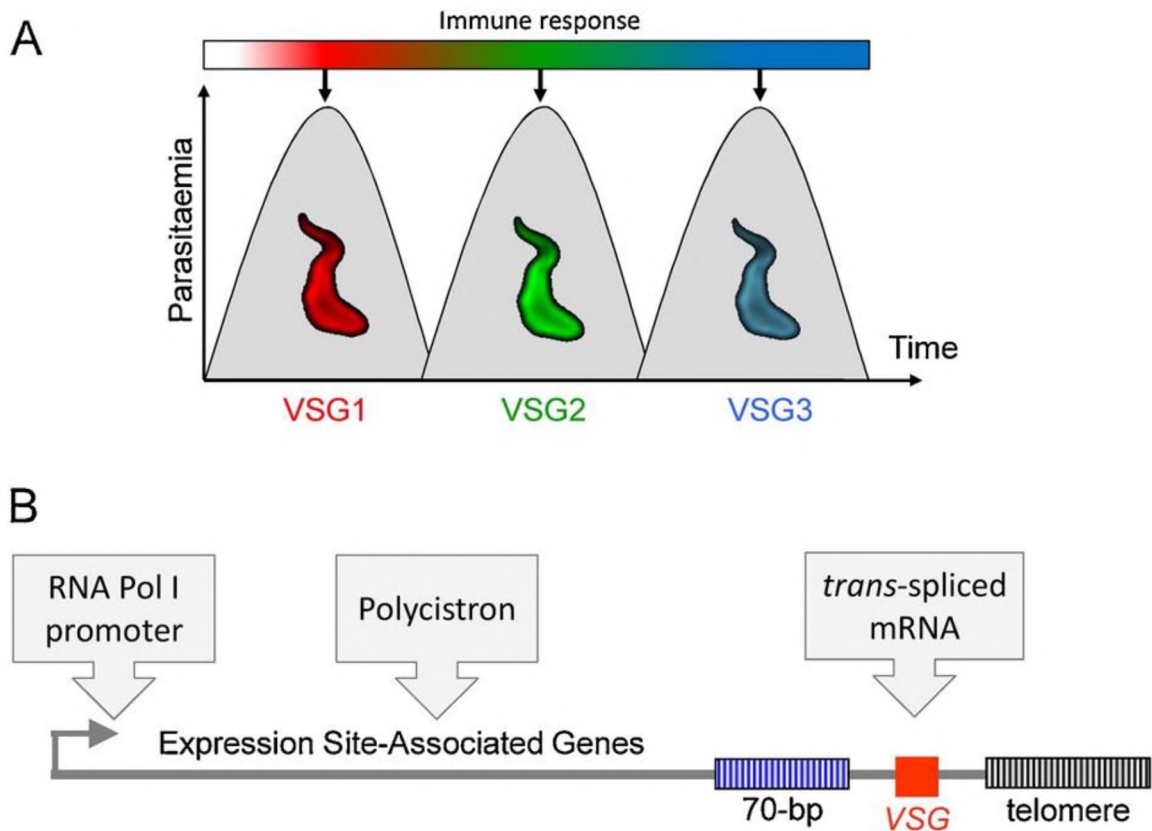 A
Immune response
Parasitaemia
Time
VSG1
VSG2
VSG3
B
RNA Pol I
promoter
Polycistron
trans-spliced
mRNA
Expression Site-Associated Genes
70-bp
VSG
telomere